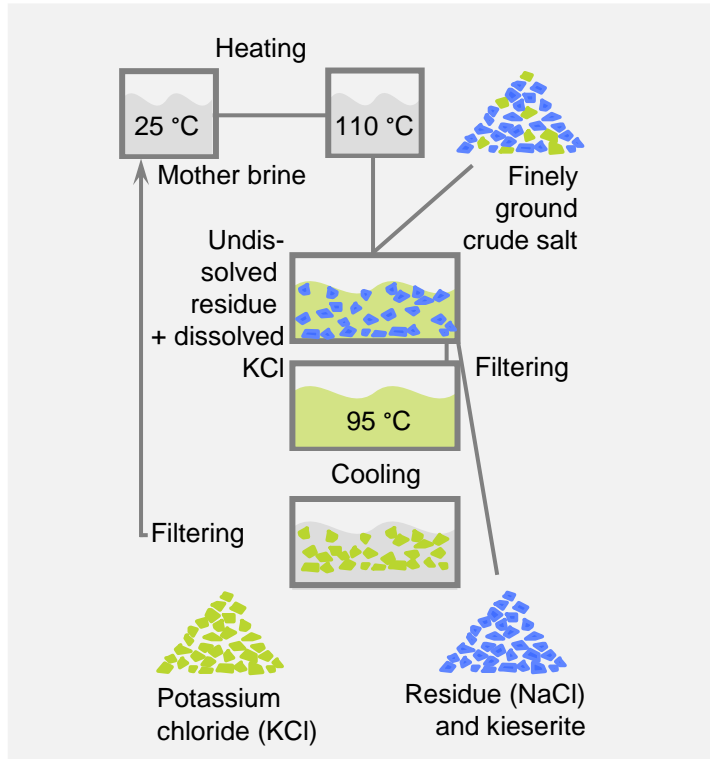 Heating
25 °C
110 °C
Mother brine
Finely
ground
crude salt
Undis-
solved
residue
+ dissolved
KCl
Filtering
95 °C
Cooling
Filtering
Potassium
chloride (KCl)
Residue (NaCl)
and kieserite